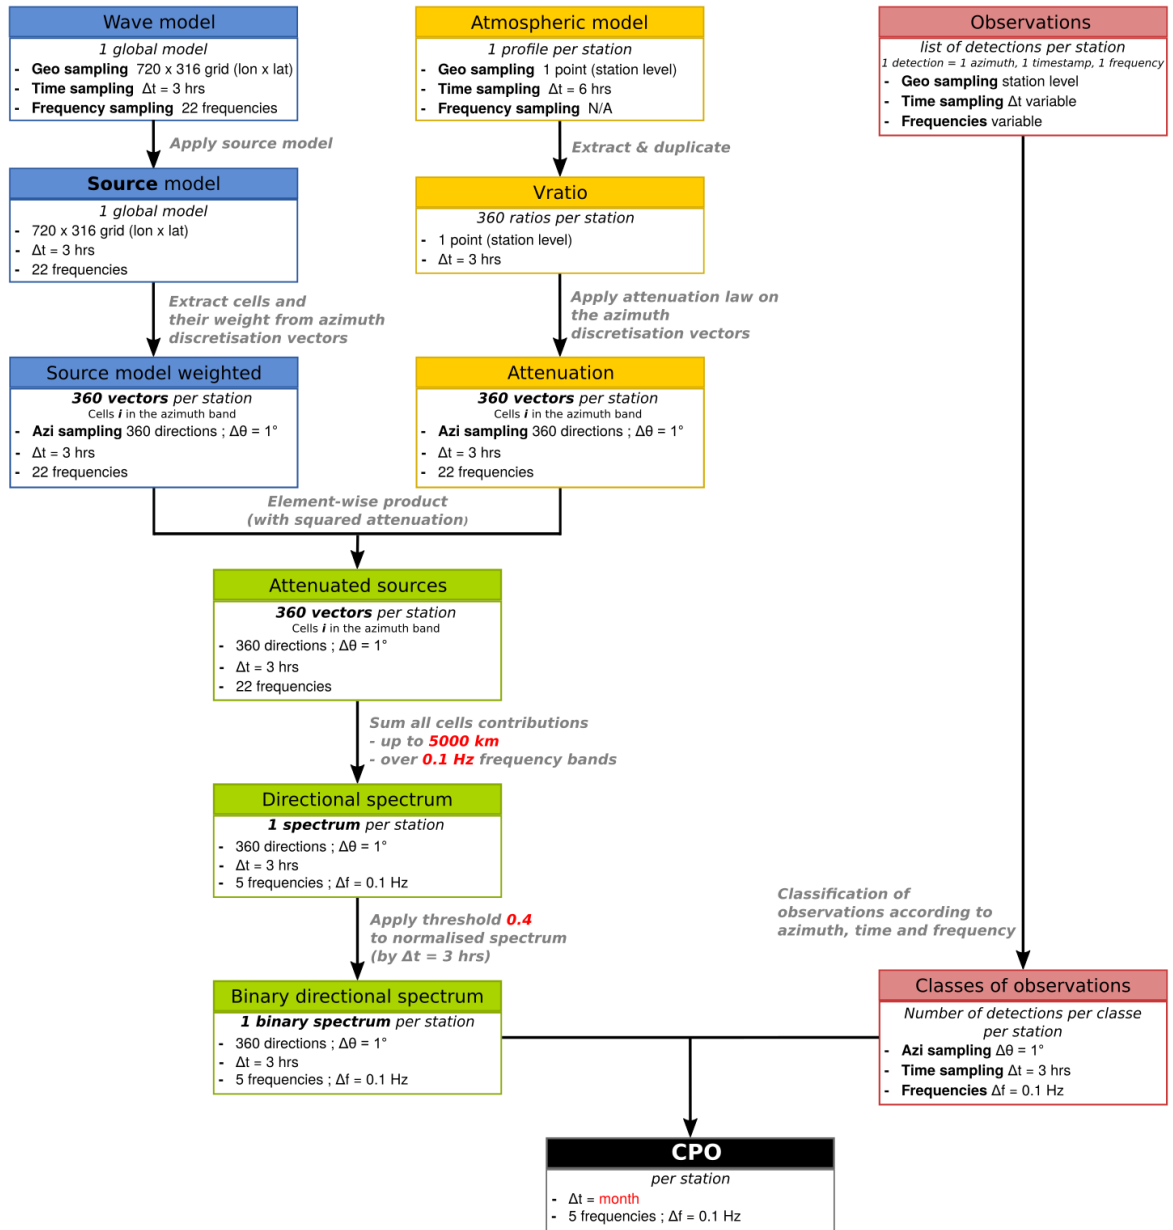 Wave model
1 global model
- Geo sampling 720 x 316 grid (lon x lat)
- Time sampling Δt = 3 hrs
- Frequency sampling 22 frequencies
Apply source model
Source model
1 global model
- 720 x 316 grid (lon x lat)
- Δt = 3 hrs
- 22 frequencies
Extract cells and
their weight from azimuth
discretisation vectors
Source model weighted
360 vectors per station
Cells i in the azimuth band
- Azi sampling 360 directions ; Δθ = 1°
- Δt = 3 hrs
- 22 frequencies
Atmospheric model
1 profile per station
- Geo sampling 1 point (station level)
- Time sampling Δt = 6 hrs
- Frequency sampling N/A
Extract & duplicate
Vratio
360 ratios per station
- 1 point (station level)
- Δt = 3 hrs
Apply attenuation law on
the azimuth
discretisation vectors
Attenuation
360 vectors per station
Cells i in the azimuth band
- Azi sampling 360 directions ; Δθ = 1°
- Δt = 3 hrs
- 22 frequencies
Element-wise product
(with squared attenuation)
Attenuated sources
360 vectors per station
Cells i in the azimuth band
- 360 directions ; Δθ = 1°
- Δt = 3 hrs
- 22 frequencies
Sum all cells contributions
- up to 5000 km
- over 0.1 Hz frequency bands
Directional spectrum
1 spectrum per station
- 360 directions ; Δθ = 1°
- Δt = 3 hrs
- 5 frequencies ; Δf = 0.1 Hz
Apply threshold 0.4
to normalised spectrum
(by Δt = 3 hrs)
Binary directional spectrum
1 binary spectrum per station
- 360 directions ; Δθ = 1°
- Δt = 3 hrs
- 5 frequencies ; Δf = 0.1 Hz
Observations
list of detections per station
1 detection = 1 azimuth, 1 timestamp, 1 frequency
- Geo sampling station level
- Time sampling Δt variable
- Frequencies variable
Classification of
observations according to
azimuth, time and frequency
Classes of observations
Number of detections per classe
per station
- Azi sampling Δθ = 1°
- Time sampling Δt = 3 hrs
- Frequencies Δf = 0.1 Hz
CPO
per station
- Δt = month
- 5 frequencies ; Δf = 0.1 Hz